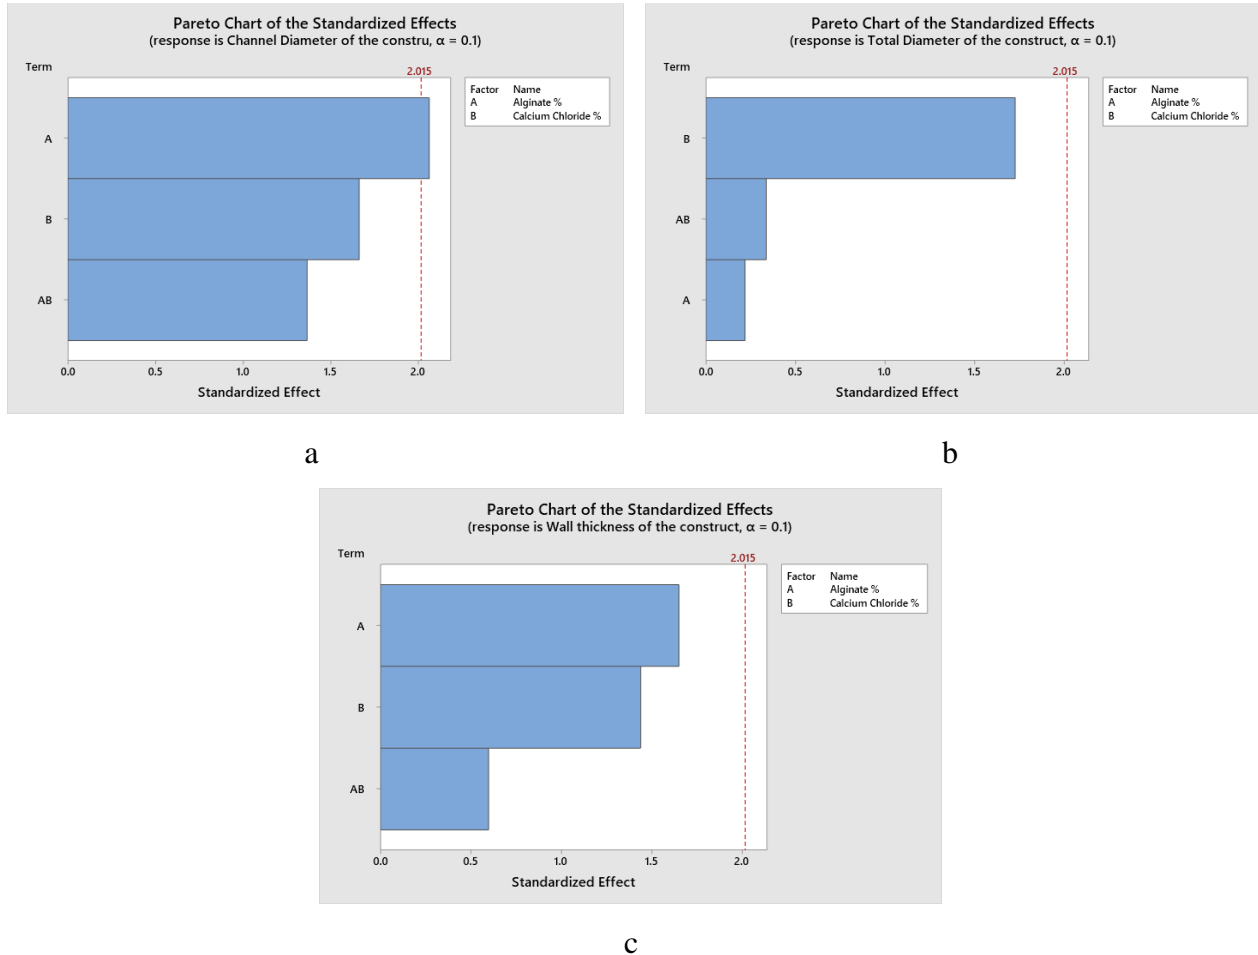 Pareto Chart of the Standardized Effects
(response is Channel Diameter of the constru, α = 0.1)
Term
2.015
Factor Name
A Alginate %
B Calcium Chloride %
A
B
AB
0.0 0.5 1.0 1.5 2.0
Standardized Effect
a
Pareto Chart of the Standardized Effects
(response is Total Diameter of the construct, α = 0.1)
Term
2.015
Factor Name
A Alginate %
B Calcium Chloride %
B
AB
A
0.0 0.5 1.0 1.5 2.0
Standardized Effect
b
Pareto Chart of the Standardized Effects
(response is Wall thickness of the construct, α = 0.1)
Term
2.015
Factor Name
A Alginate %
B Calcium Chloride %
A
B
AB
0.0 0.5 1.0 1.5 2.0
Standardized Effect
c